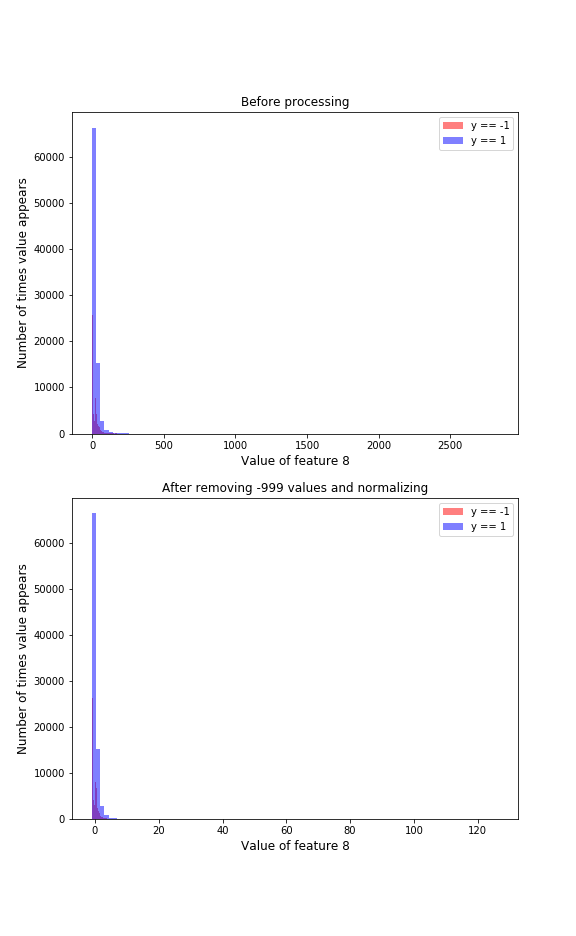 Before processing
y == -1
y == 1
60000
50000
40000
30000
20000
10000
0
Number of times value appears
0 500 1000 1500 2000 2500
Value of feature 8
After removing -999 values and normalizing
y == -1
y == 1
60000
50000
40000
30000
20000
10000
0
Number of times value appears
0 20 40 60 80 100 120
Value of feature 8